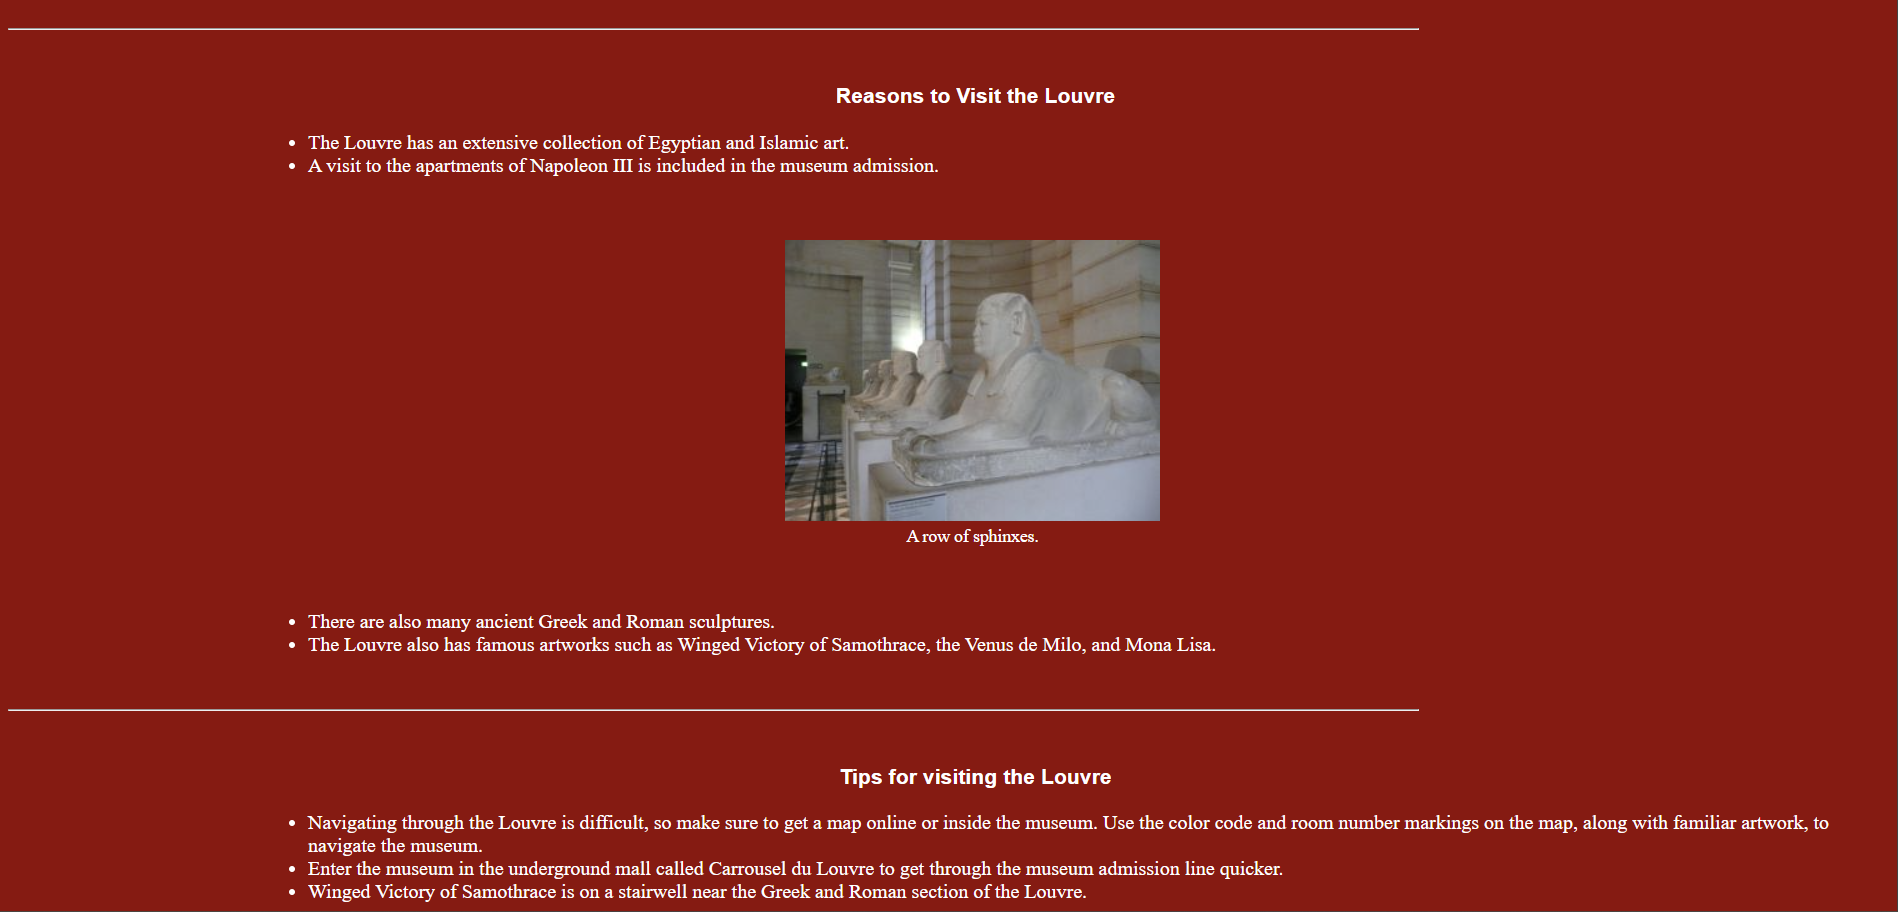 Reasons to Visit the Louvre
The Louvre has an extensive collection of Egyptian and Islamic art.
A visit to the apartments of Napoleon III is included in the museum admission.
A row of sphinxes.
There are also many ancient Greek and Roman sculptures.
The Louvre also has famous artworks such as Winged Victory of Samothrace, the Venus de Milo, and Mona Lisa.
Tips for visiting the Louvre
Navigating through the Louvre is difficult, so make sure to get a map online or inside the museum. Use the color code and room number markings on the map, along with familiar artwork, to
navigate the museum.
Enter the museum in the underground mall called Carrousel du Louvre to get through the museum admission line quicker.
Winged Victory of Samothrace is on a stairwell near the Greek and Roman section of the Louvre.